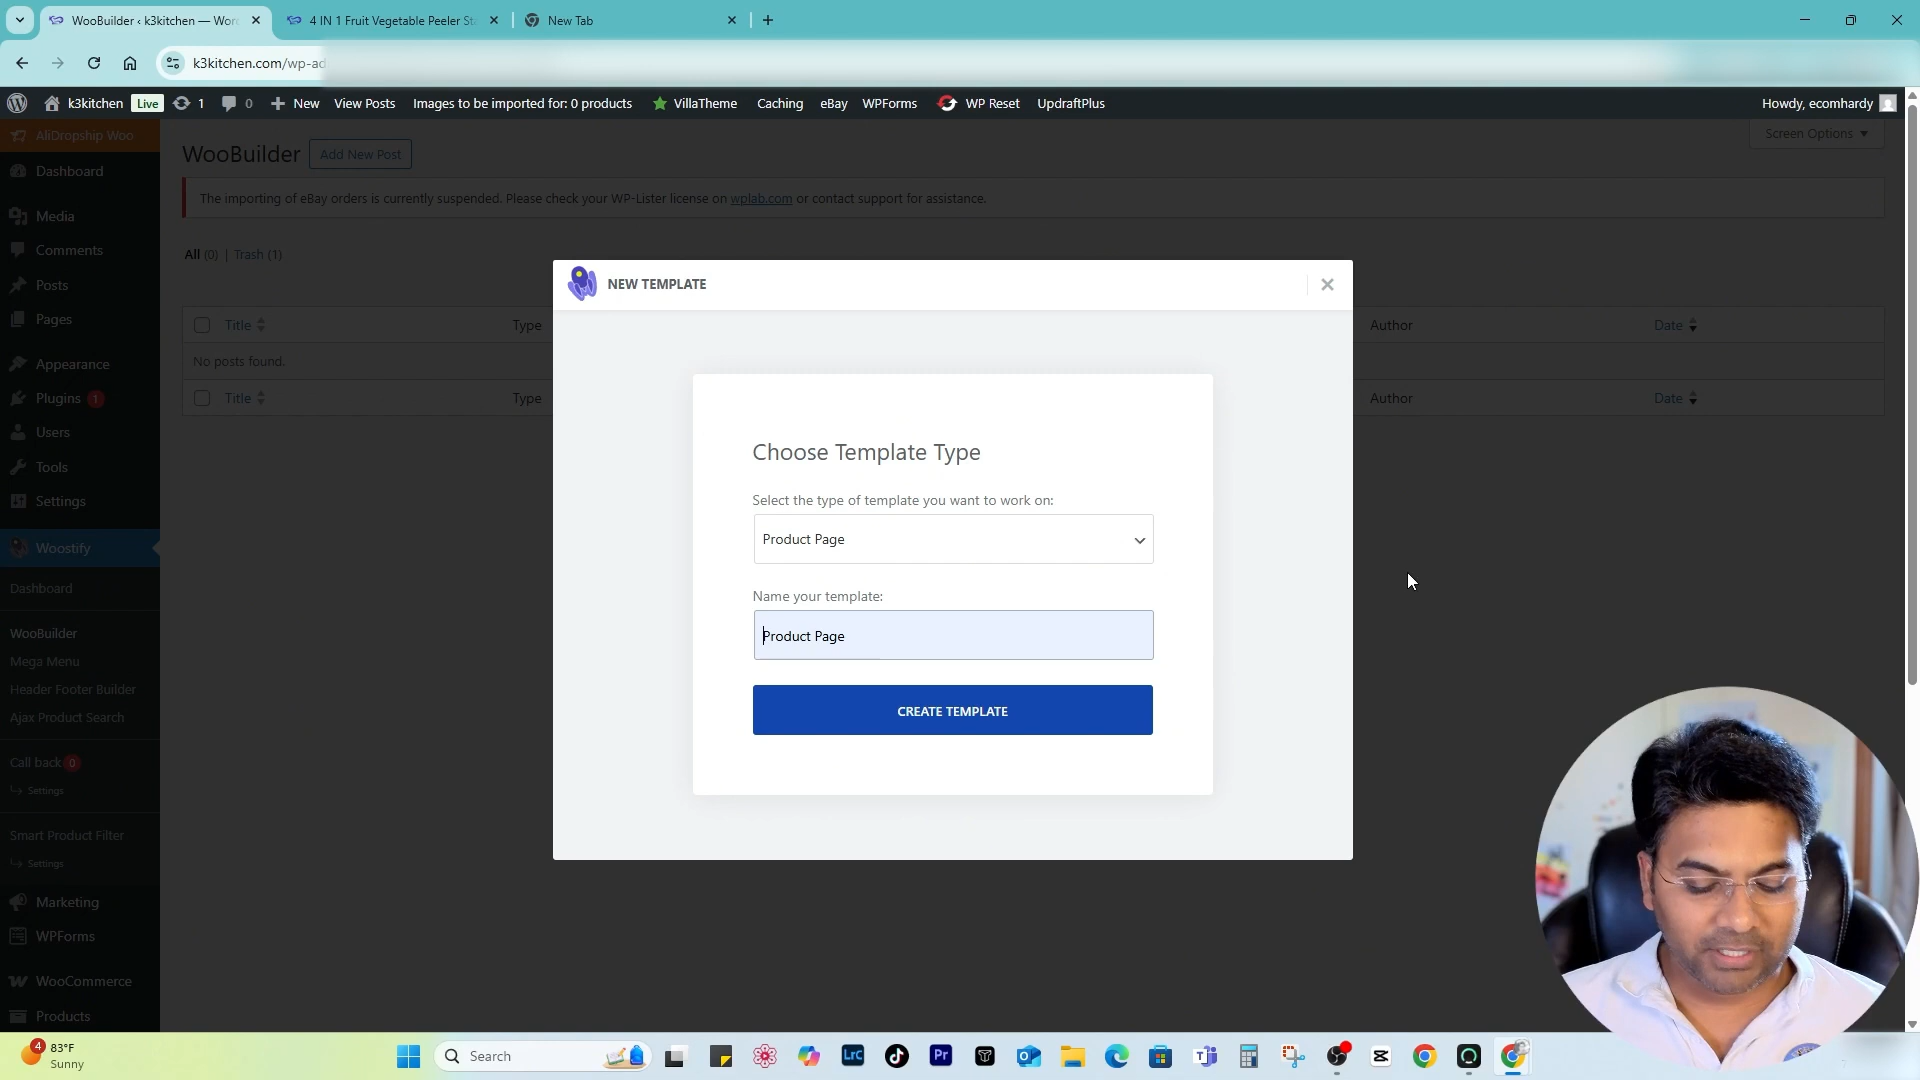 WooBuilder ‹ k3kitchen — Wor
4 IN 1 Fruit Vegetable Peeler St
New Tab
k3kitchen.com/wp-ad
k3kitchen Live 1 0 New View Posts Images to be imported for: 0 products VillaTheme Caching eBay WPForms WP Reset UpdraftPlus Howdy, ecomhardy
AliDropship Woo
Dashboard
Media
Comments
Posts
Pages
Appearance
Plugins 1
Users
Tools
Settings
Woostify
Dashboard
WooBuilder
Mega Menu
Header Footer Builder
Ajax Product Search
Call back 0
Settings
Smart Product Filter
Settings
Marketing
WPForms
WooCommerce
Products
WooBuilder Add New Post
Screen Options
The importing of eBay orders is currently suspended. Please check your WP-Lister license on wplab.com or contact support for assistance.
All (0) | Trash (1)
Title Type Author Date
No posts found.
Title Type Author Date
NEW TEMPLATE
Choose Template Type
Select the type of template you want to work on:
Product Page
Name your template:
Product Page
CREATE TEMPLATE
4
83°F
Sunny
Search
Lrc
Pr